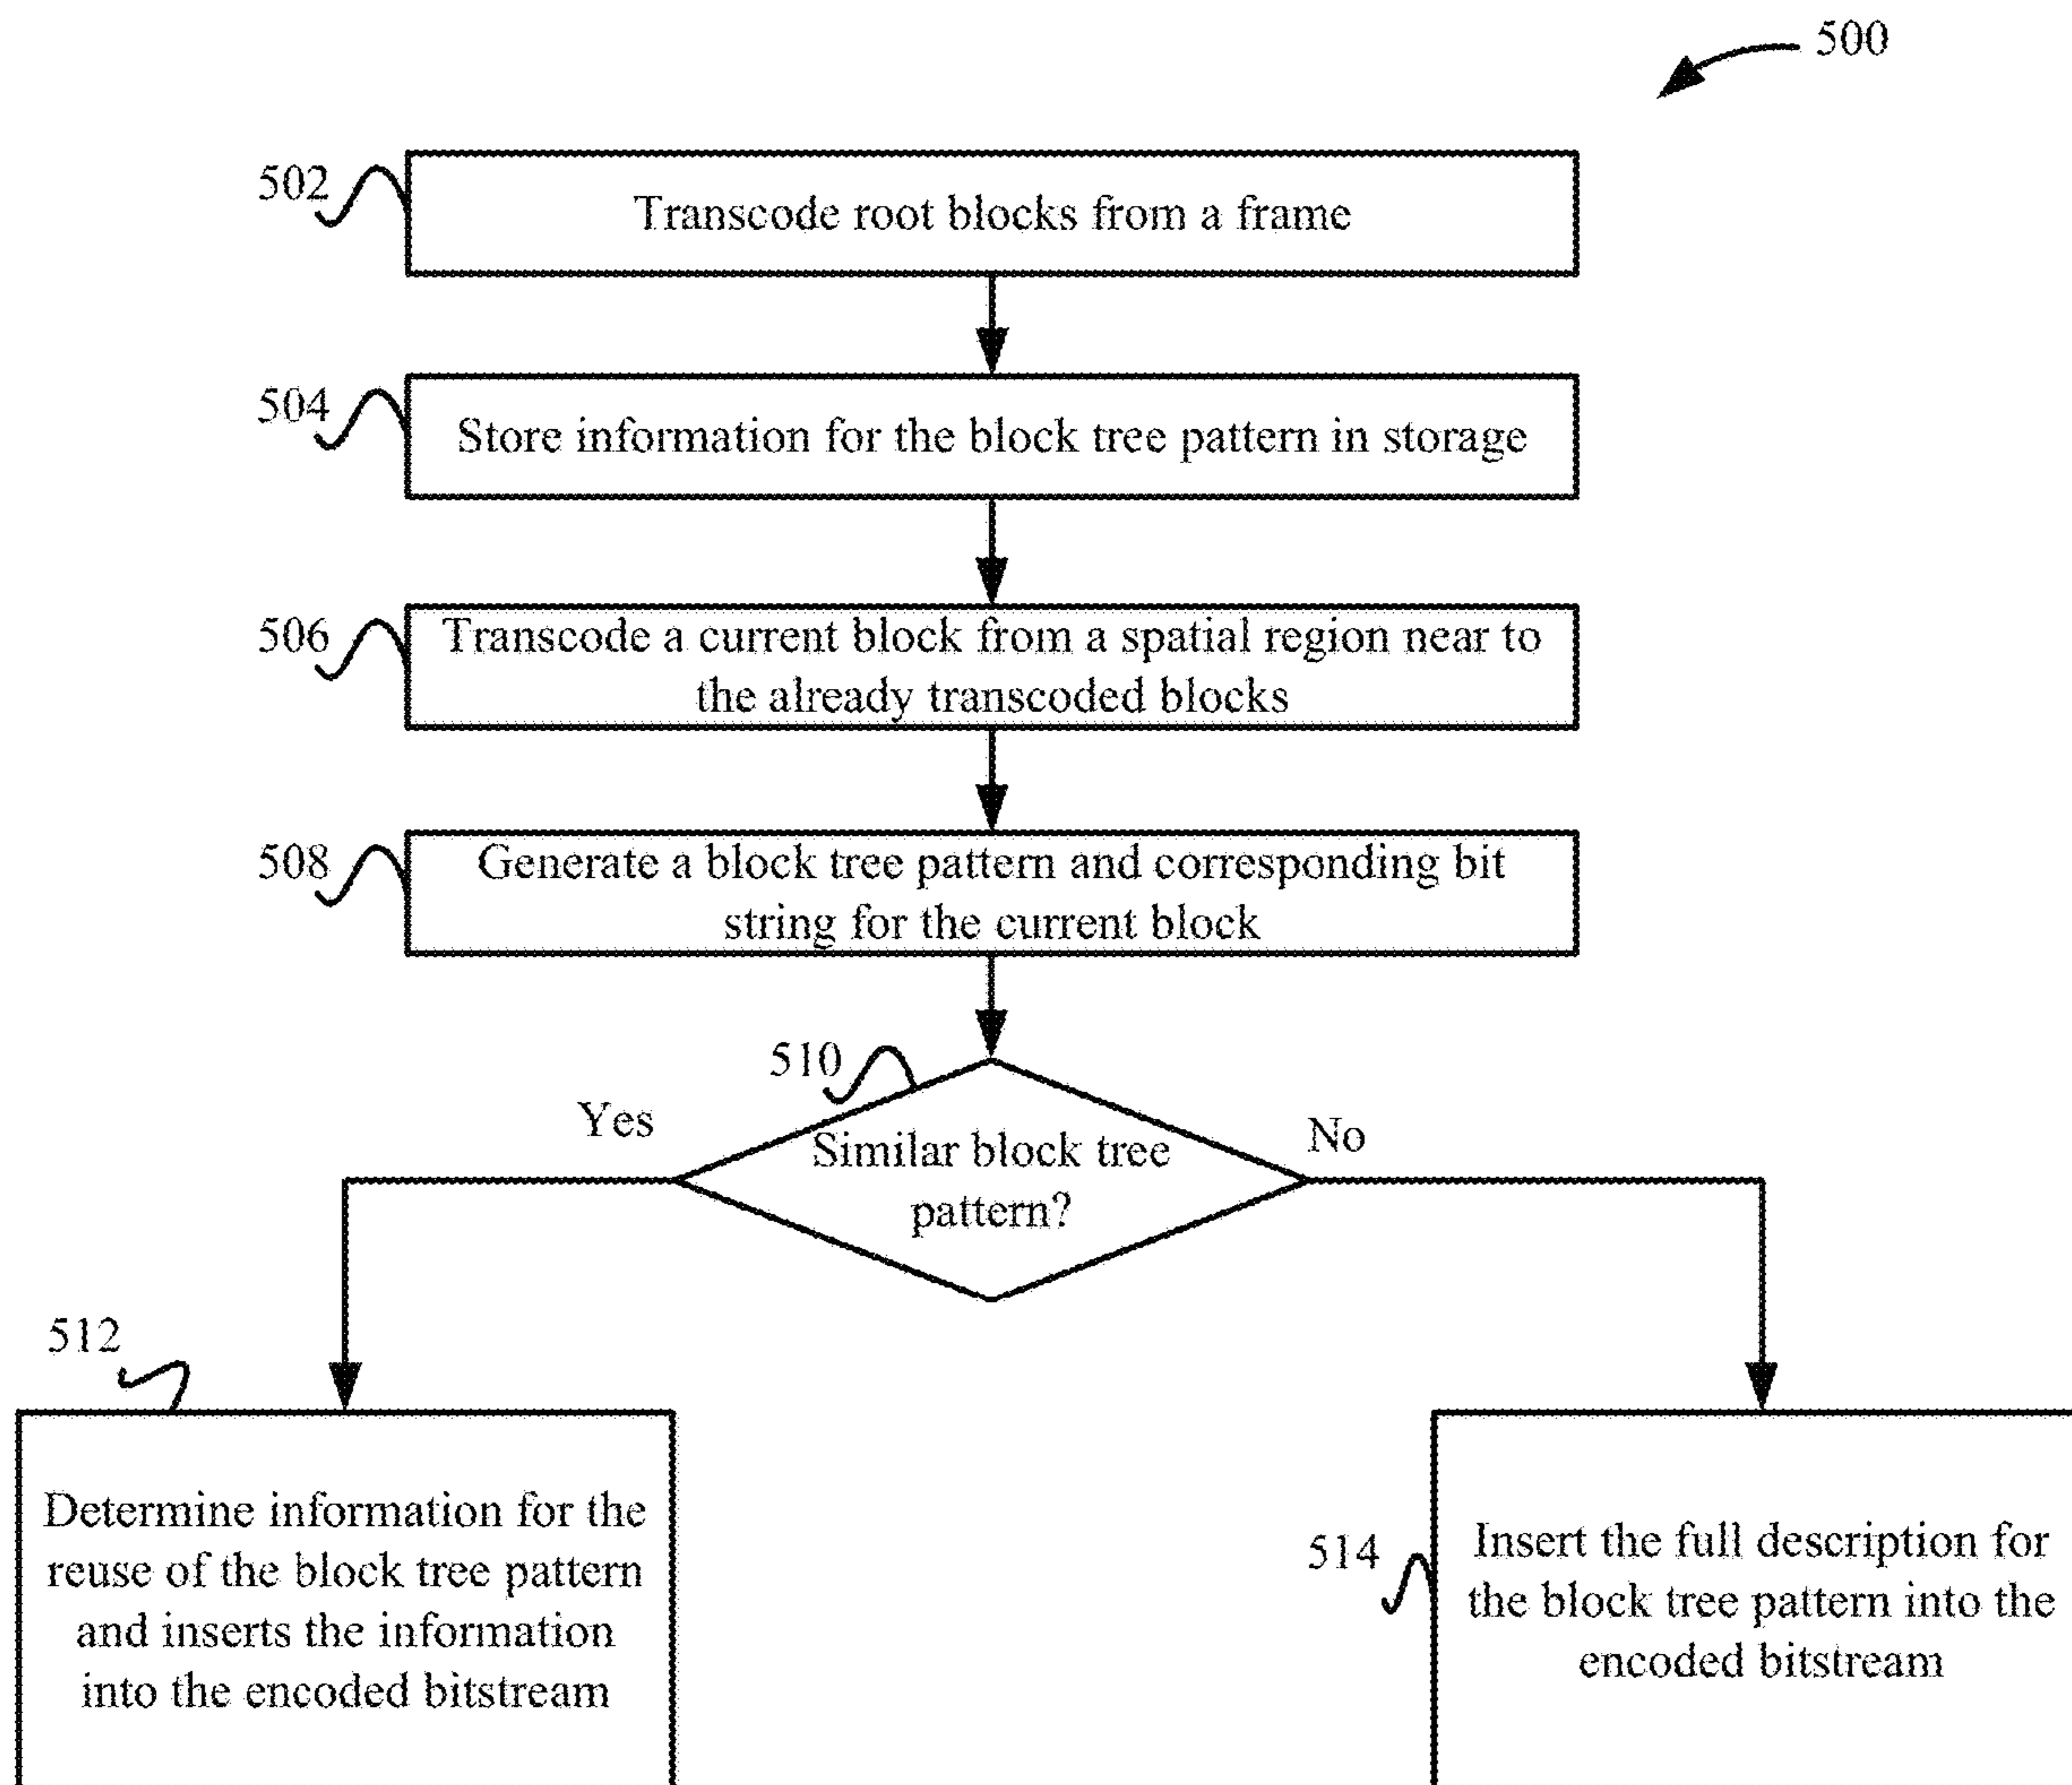 500
502
Transcode root blocks from a frame
504
Store information for the block tree pattern in storage
506
Transcode a current block from a spatial region near to
the already transcoded blocks
508
Generate a block tree pattern and corresponding bit
string for the current block
510
Yes
No
Similar block tree
pattern?
512
Determine information for the
reuse of the block tree pattern
and inserts the information
into the encoded bitstream
514
Insert the full description for
the block tree pattern into the
encoded bitstream